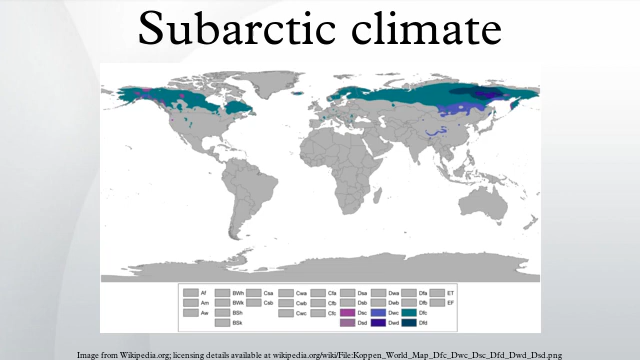 Subarctic climate
Af BWh Csa Cwa Cfa Dsa Dwa Dfa ET
Am BWk Csb Cwb Cfb Dsb Dwb Dfb EF
Aw BSh Cwc Cfc Dsc Dwc Dfc
BSk Dsd Dwd Dfd
Image from Wikipedia.org; licensing details available at wikipedia.org/wiki/File:Koppen_World_Map_Dfc_Dwc_Dsc_Dfd_Dwd_Dsd.png